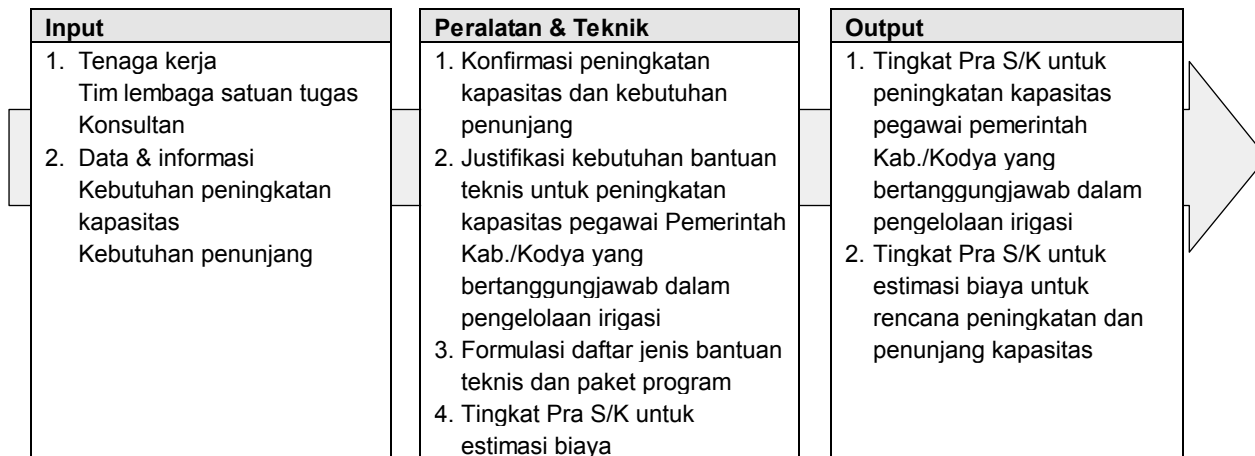 Input
1. Tenaga kerja
Tim lembaga satuan tugas
Konsultan
2. Data & informasi
Kebutuhan peningkatan
kapasitas
Kebutuhan penunjang
Peralatan & Teknik
1. Konfirmasi peningkatan
kapasitas dan kebutuhan
penunjang
2. Justifikasi kebutuhan bantuan
teknis untuk peningkatan
kapasitas pegawai Pemerintah
Kab./Kodya yang
bertanggungjawab dalam
pengelolaan irigasi
3. Formulasi daftar jenis bantuan
teknis dan paket program
4. Tingkat Pra S/K untuk
estimasi biaya
Output
1. Tingkat Pra S/K untuk
peningkatan kapasitas
pegawai pemerintah
Kab./Kodya yang
bertanggungjawab dalam
pengelolaan irigasi
2. Tingkat Pra S/K untuk
estimasi biaya untuk
rencana peningkatan dan
penunjang kapasitas